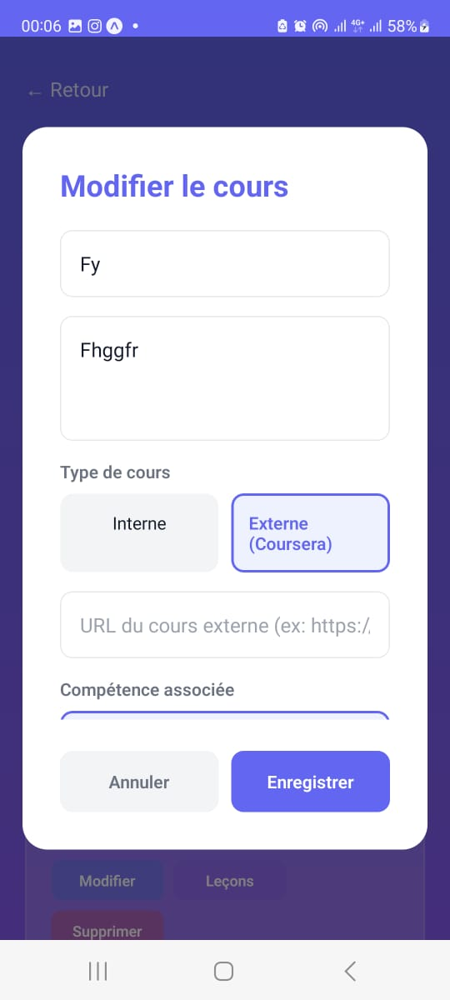 00:06
4G+
58%
← Retour
Modifier le cours
Fy
Fhggfr
Type de cours
Interne
Externe
(Coursera)
URL du cours externe (ex: https:/
Compétence associée
Annuler
Enregistrer
Modifier
Leçons
Supprimer